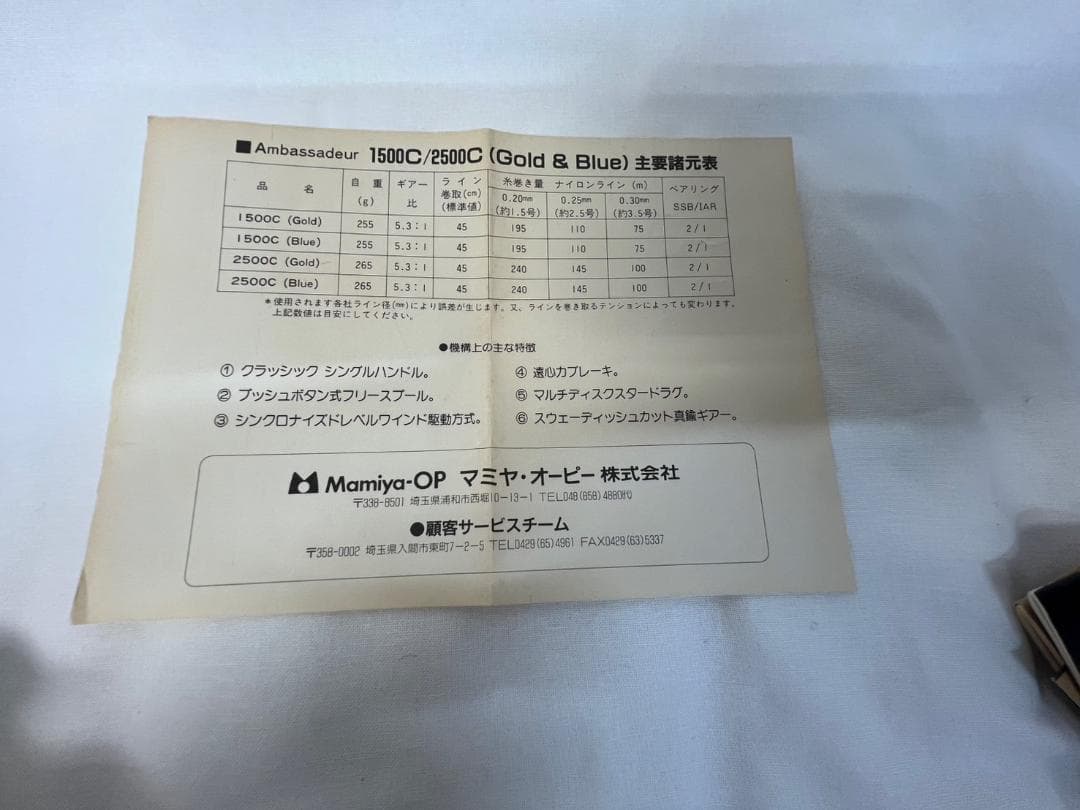 ■ Ambassadeur 1500C/2500C (Gold & Blue) 主要諸元表
品名 自重(g) ギアー比 ライン巻取(cm)(標準値) 糸巻き量 ナイロンライン (m) ベアリング SSB/IAR
0.20mm(約1.5号) 0.25mm(約2.5号) 0.30mm(約3.5号)
1500C (Gold) 255 5.3:1 45 195 110 75 2/1
1500C (Blue) 255 5.3:1 45 195 110 75 2/1
2500C (Gold) 265 5.3:1 45 240 145 100 2/1
2500C (Blue) 265 5.3:1 45 240 145 100 2/1
*使用されます各社ライン径(mm)により誤差が生じます。又、ラインを巻き取るテンションによっても変わります。
上記数値は目安にしてください。
●機構上の主な特徴
① クラッシック シングルハンドル。
② プッシュボタン式フリースプール。
③ シンクロナイズドレベルワインド駆動方式。
④ 遠心力ブレーキ。
⑤ マルチディスクスタードラグ。
⑥ スウェーディッシュカット真鍮ギアー。
Mamiya-OP マミヤ・オーピー株式会社
〒338-8501 埼玉県浦和市西堀10-13-1 TEL048(858)4880代
●顧客サービスチーム
〒358-0002 埼玉県入間市東町7-2-5 TEL0429(65)4961 FAX0429(63)5337